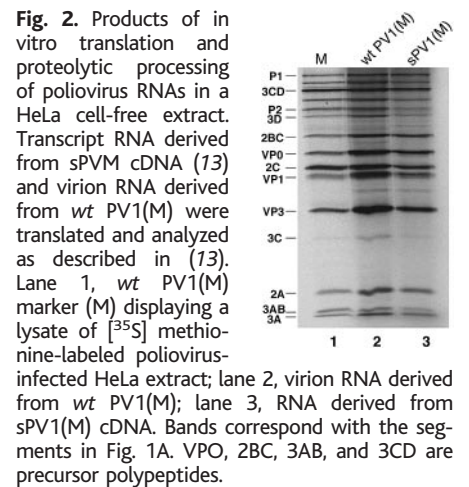 Fig. 2. Products of in
vitro translation and
proteolytic processing
of poliovirus RNAs in a
HeLa cell-free extract.
Transcript RNA derived
from sPVM cDNA (13)
and virion RNA derived
from wt PV1(M) were
translated and analyzed
as described in (13).
Lane 1, wt PV1(M)
marker (M) displaying a
lysate of [35S] methio-
nine-labeled poliovirus-
infected HeLa extract; lane 2, virion RNA derived
from wt PV1(M); lane 3, RNA derived from
sPV1(M) cDNA. Bands correspond with the seg-
ments in Fig. 1A. VPO, 2BC, 3AB, and 3CD are
precursor polypeptides.
M wt PV1(M) sPV1(M)
P1
3CD
P2
3D
2BC
VP0
2C
VP1
VP3
3C
2A
3AB
3A
1 2 3